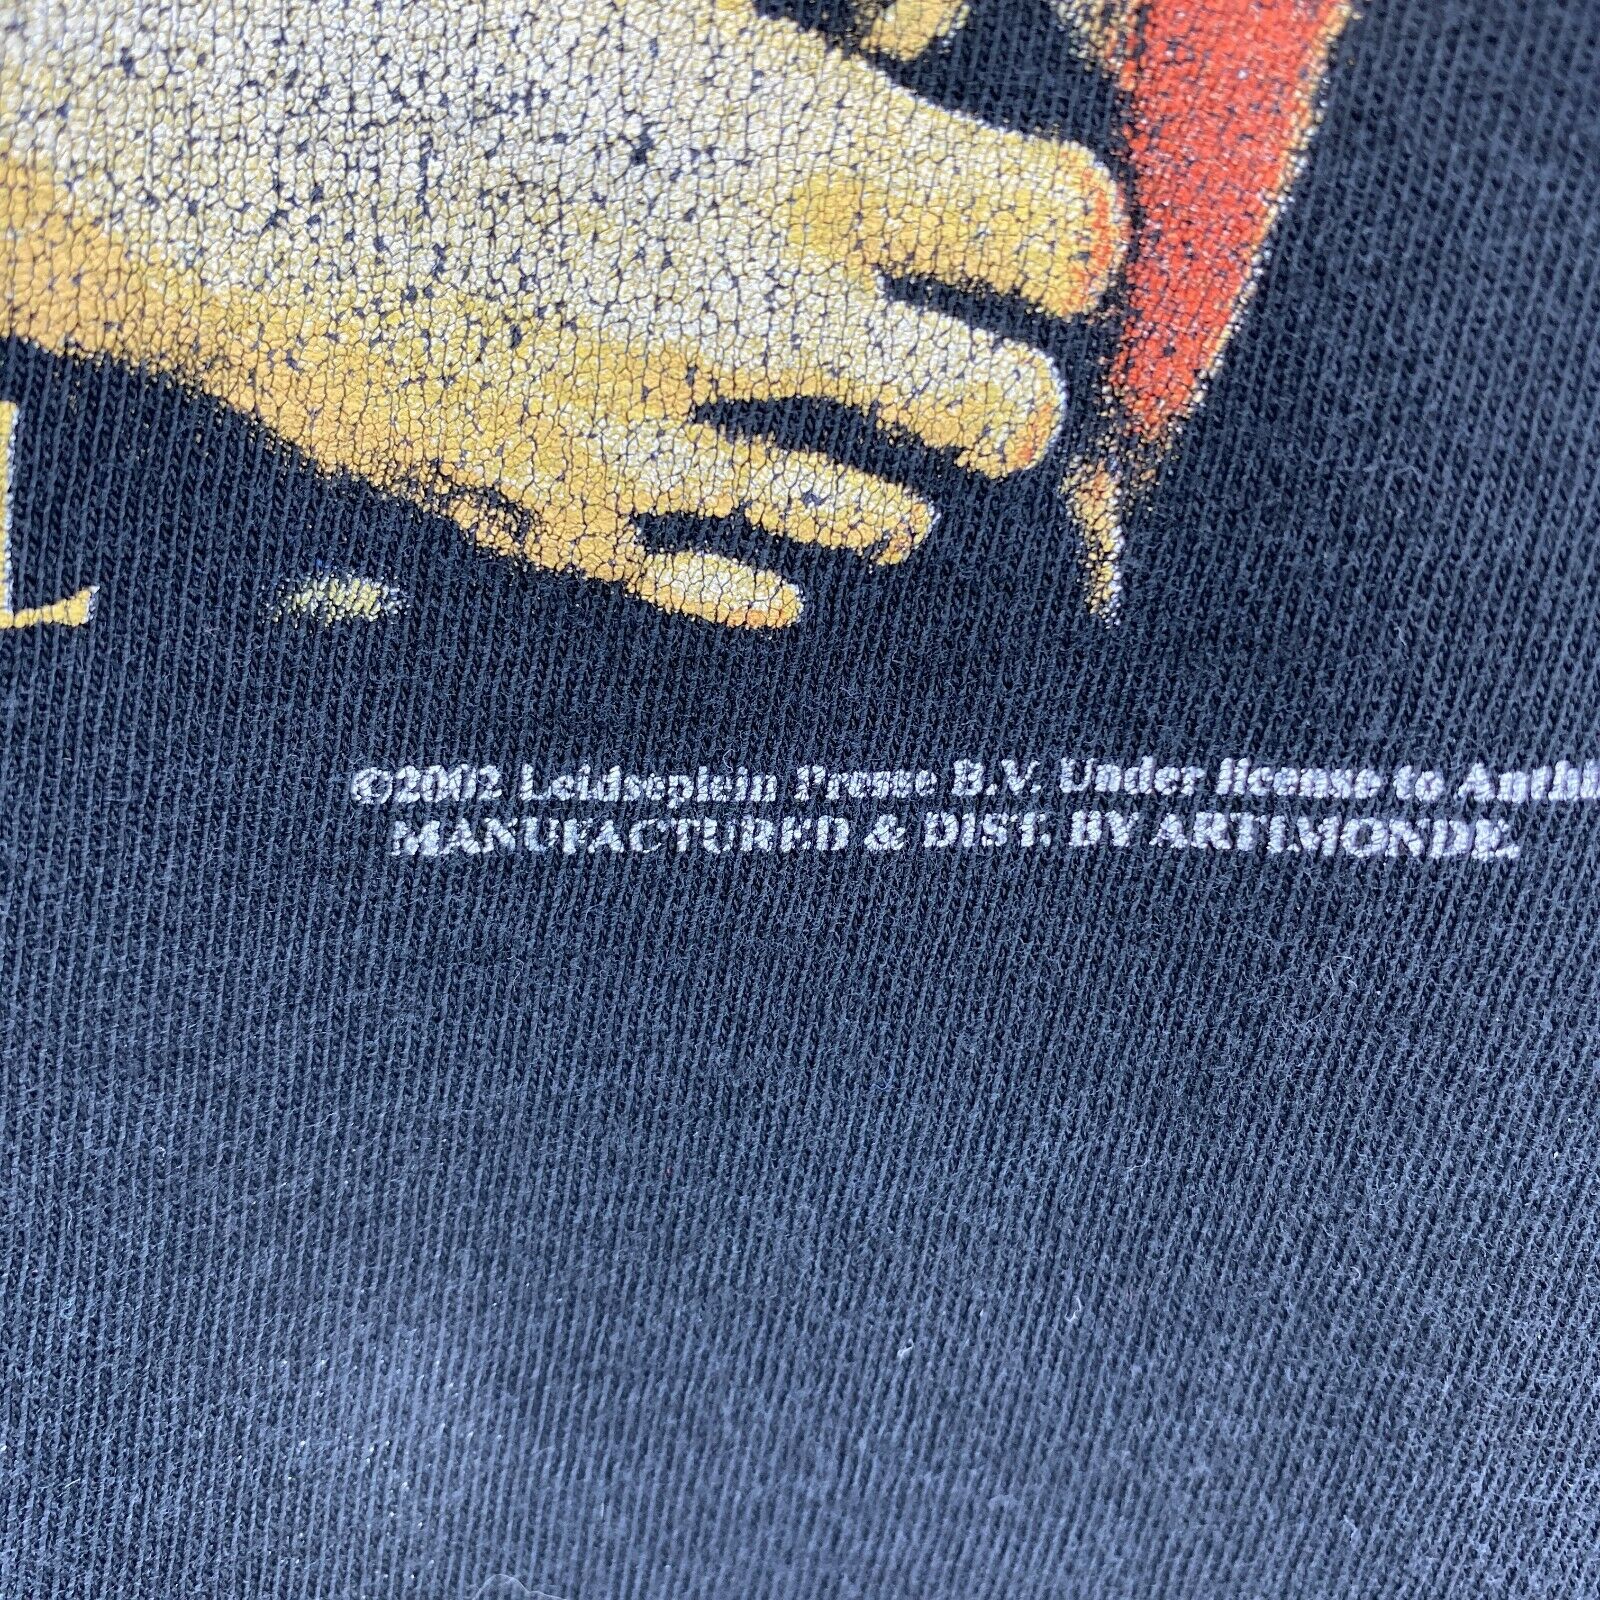 L
©2002 Leidseplein Presse B.V. Under license to
MANUFACTURED & DIST. BY ARTIMONDE.